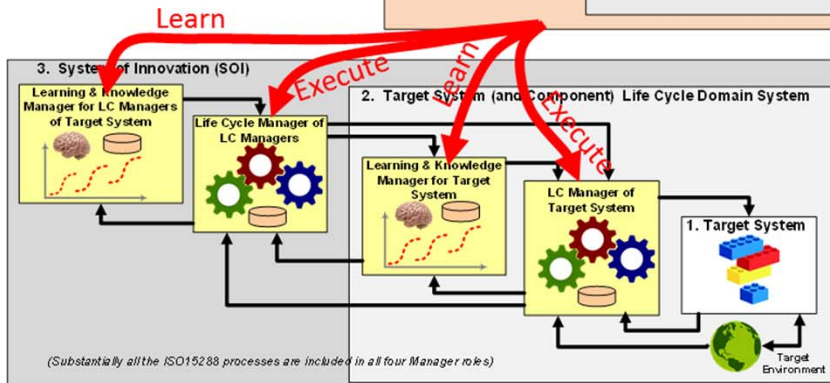 Learn
Execute
Learn
Execute
3. System of Innovation (SOI)
Learning & Knowledge
Manager for LC Managers
of Target System
Life Cycle Manager of
LC Managers
2. Target System (and Component) Life Cycle Domain System
Learning & Knowledge
Manager for Target
System
LC Manager of
Target System
1. Target System
Target
Environment
(Substantially all the ISO15288 processes are included in all four Manager roles)